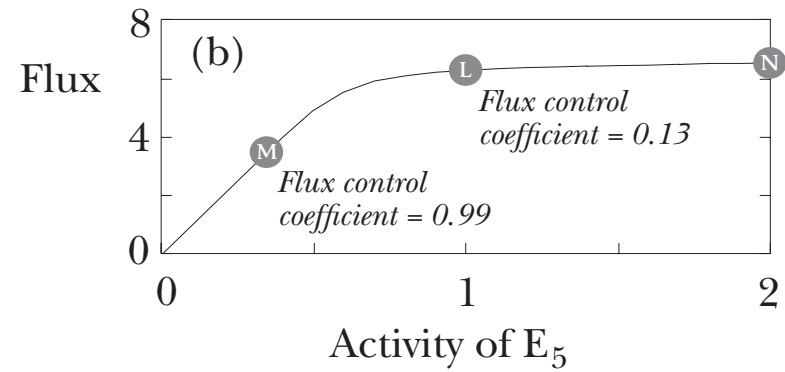 8
(b)
Flux
L
N
Flux control
coefficient = 0.13
4
M
Flux control
coefficient = 0.99
0
0 1 2
Activity of E₅